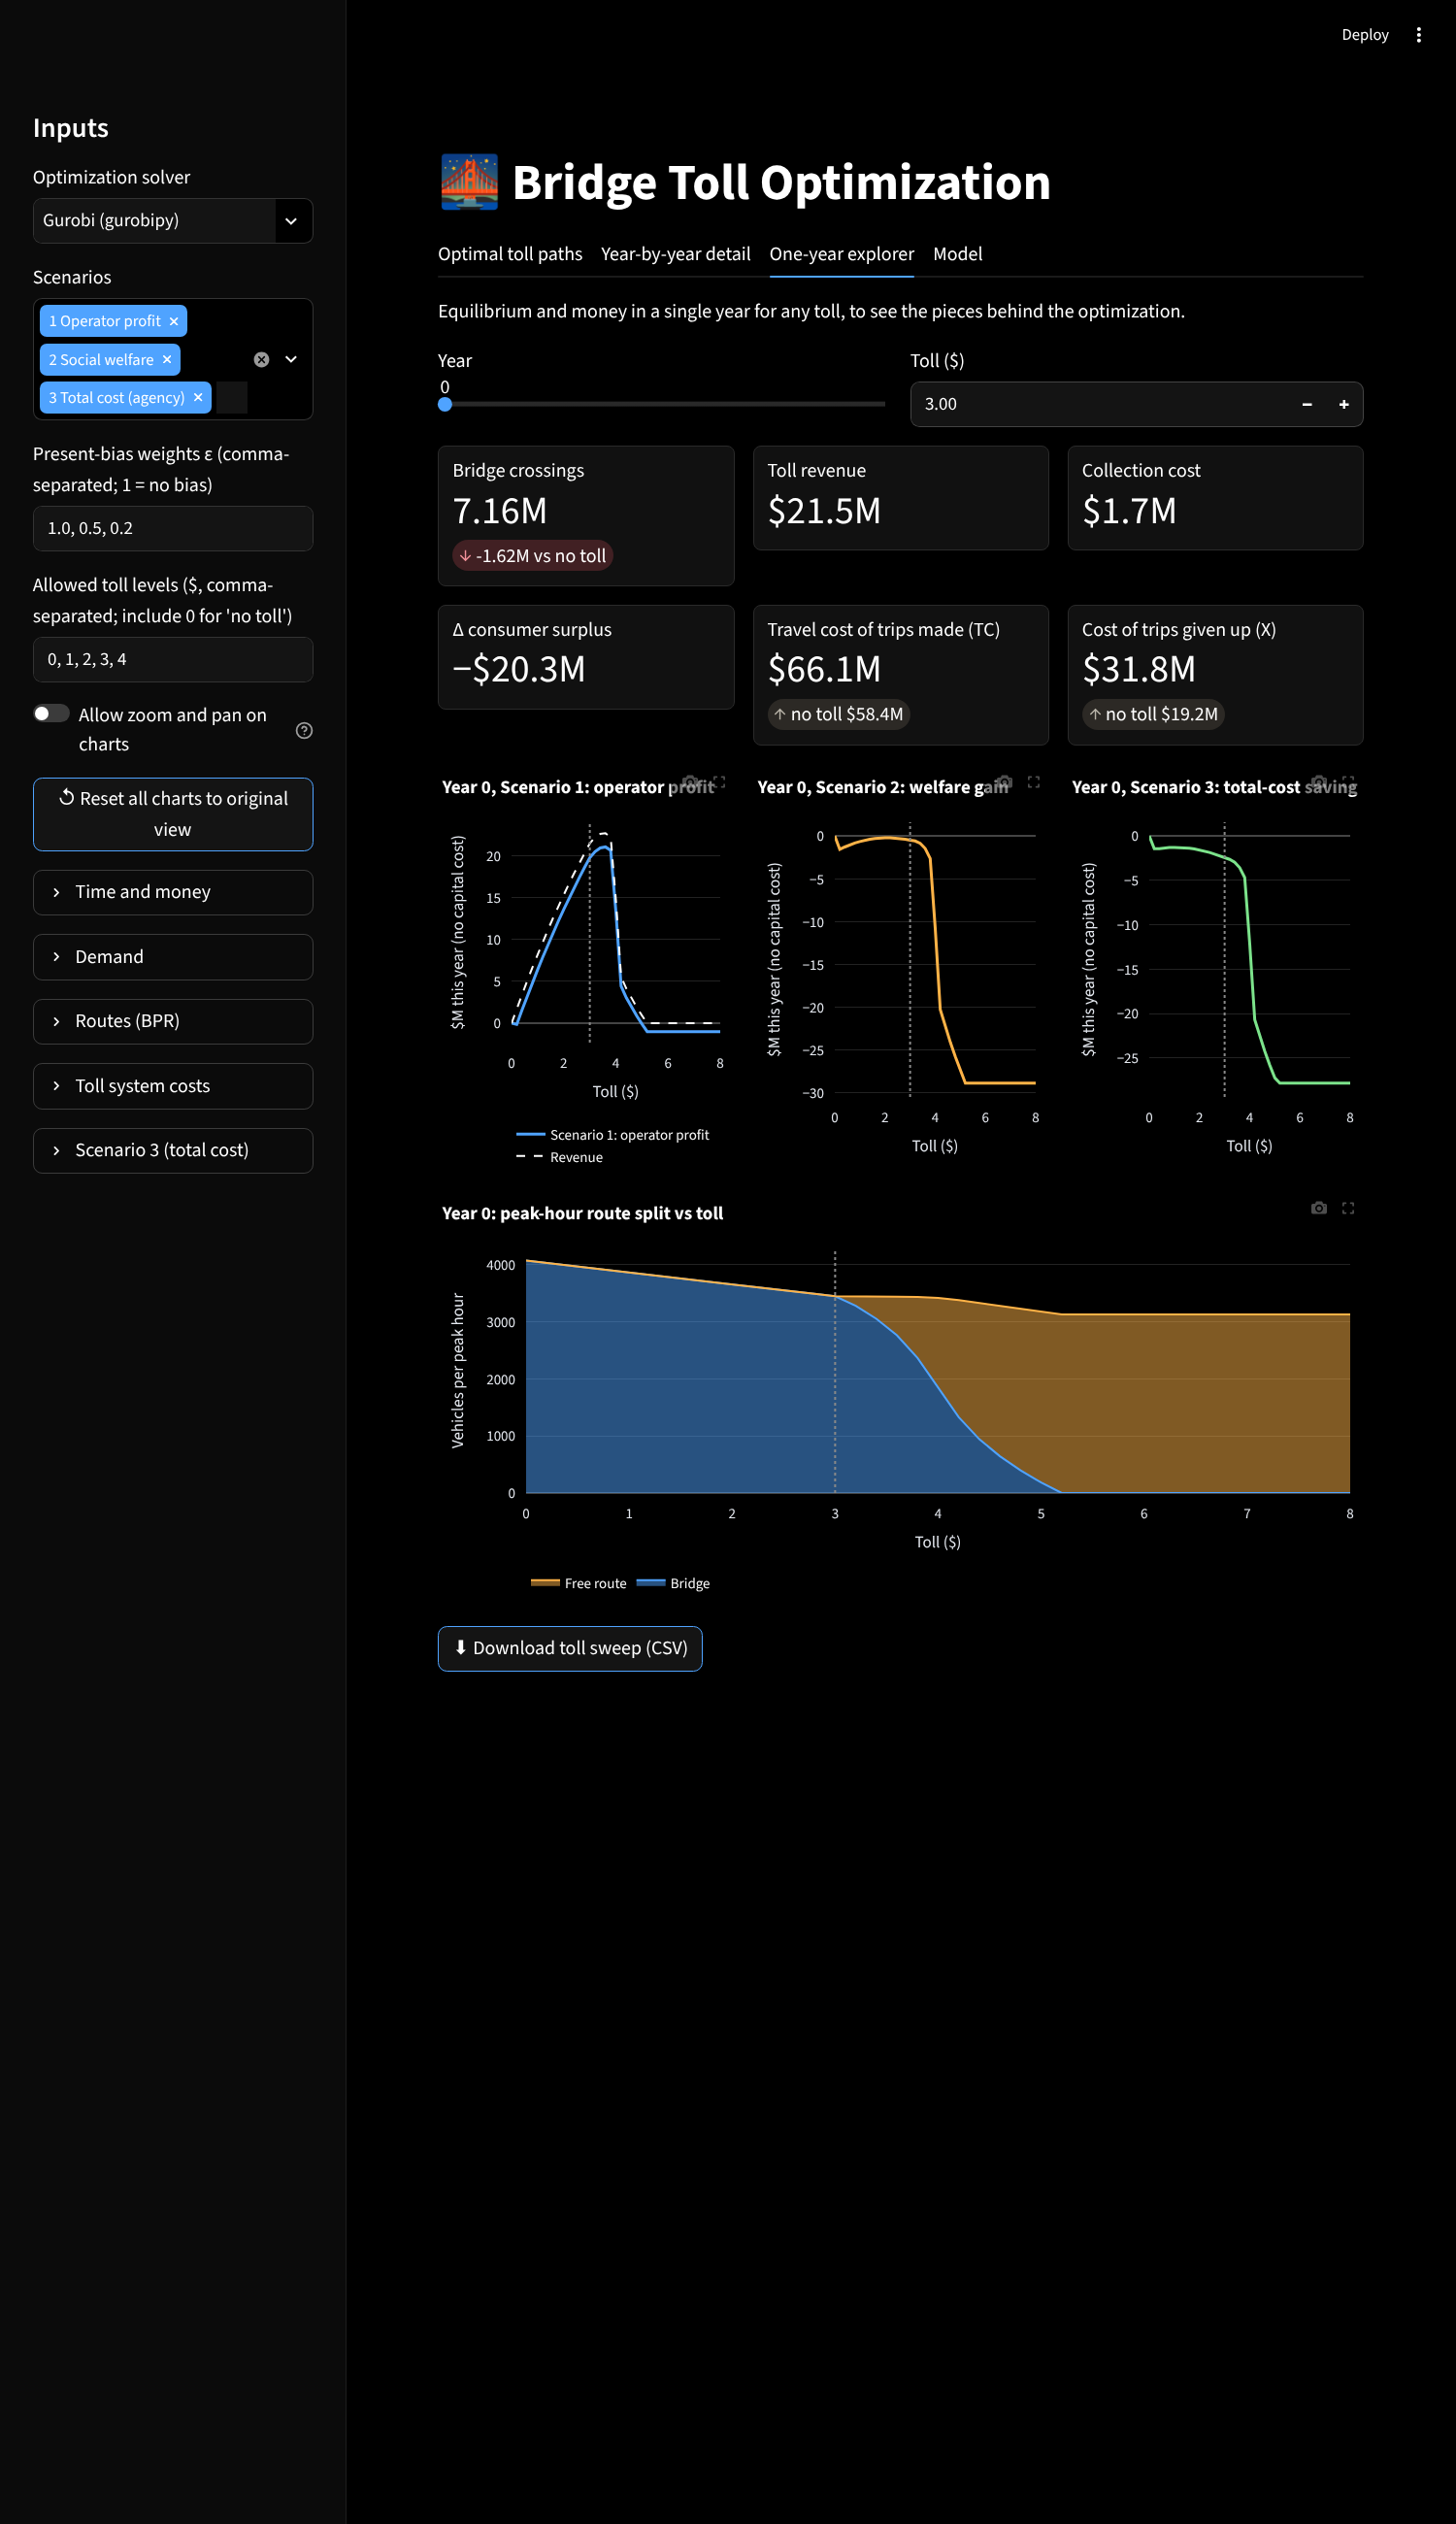 Deploy
Inputs
Optimization solver
Gurobi (gurobipy)
Scenarios
1 Operator profit
2 Social welfare
3 Total cost (agency)
Present-bias weights ε (comma-
separated; 1 = no bias)
1.0, 0.5, 0.2
Allowed toll levels ($, comma-
separated; include 0 for 'no toll')
0, 1, 2, 3, 4
Allow zoom and pan on
charts
Reset all charts to original
view
Time and money
Demand
Routes (BPR)
Toll system costs
Scenario 3 (total cost)
Bridge Toll Optimization
Optimal toll paths Year-by-year detail One-year explorer Model
Equilibrium and money in a single year for any toll, to see the pieces behind the optimization.
Year
0
Toll ($)
3.00
Bridge crossings
7.16M
↓ -1.62M vs no toll
Toll revenue
$21.5M
Collection cost
$1.7M
Δ consumer surplus
−$20.3M
Travel cost of trips made (TC)
$66.1M
↑ no toll $58.4M
Cost of trips given up (X)
$31.8M
↑ no toll $19.2M
Year 0, Scenario 1: operator profit
$M this year (no capital cost)
20
15
10
5
0
0 2 4 6 8
Toll ($)
Scenario 1: operator profit
Revenue
Year 0, Scenario 2: welfare gain
$M this year (no capital cost)
0
−5
−10
−15
−20
−25
−30
0 2 4 6 8
Toll ($)
Year 0, Scenario 3: total-cost saving
$M this year (no capital cost)
0
−5
−10
−15
−20
−25
0 2 4 6 8
Toll ($)
Year 0: peak-hour route split vs toll
Vehicles per peak hour
4000
3000
2000
1000
0
0 1 2 3 4 5 6 7 8
Toll ($)
Free route Bridge
⬇ Download toll sweep (CSV)